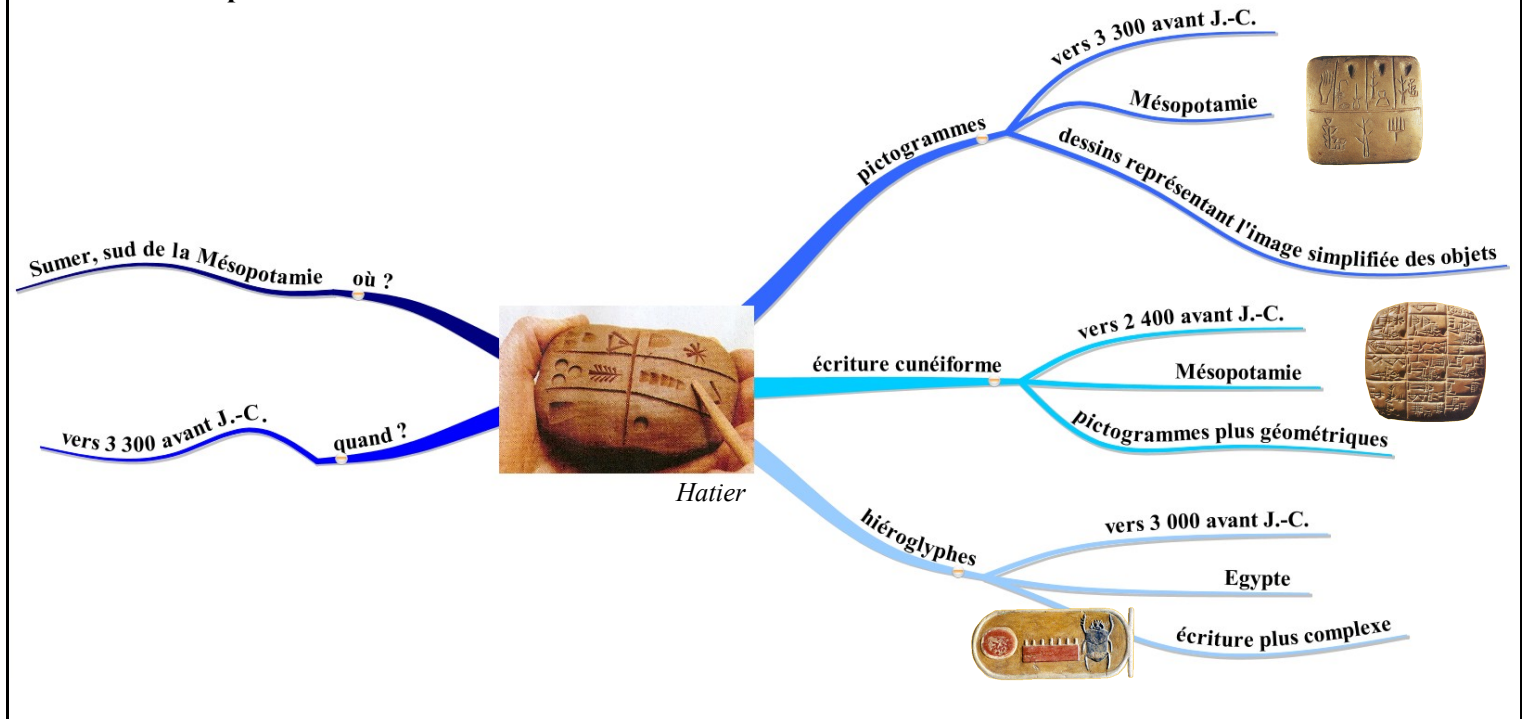 où ?
Sumer, sud de la Mésopotamie
quand ?
vers 3 300 avant J.-C.
Hatier
pictogrammes
vers 3 300 avant J.-C.
Mésopotamie
dessins représentant l'image simplifiée des objets
écriture cunéiforme
vers 2 400 avant J.-C.
Mésopotamie
pictogrammes plus géométriques
hiéroglyphes
vers 3 000 avant J.-C.
Egypte
écriture plus complexe